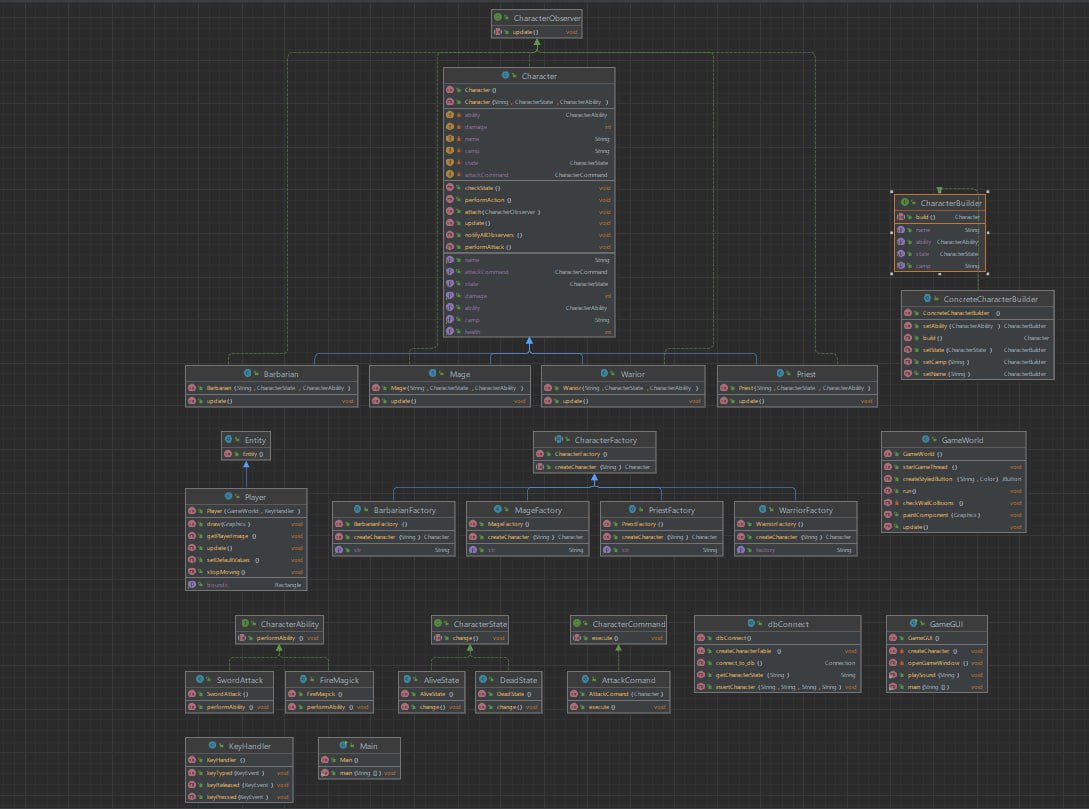 CharacterObserver
update() void
Character
Character()
Character(String, CharacterState, CharacterAbility)
ability CharacterAbility
damage int
name String
camp String
state CharacterState
attackCommand CharacterCommand
checkState() void
performAction() void
attach(CharacterObserver) void
update() void
notifyAllObservers() void
performAttack() void
name String
attackCommand CharacterCommand
state CharacterState
damage int
ability CharacterAbility
camp String
health int
CharacterBuilder
build() Character
name String
ability CharacterAbility
state CharacterState
camp String
ConcreteCharacterBuilder
ConcreteCharacterBuilder()
setAbility(CharacterAbility) CharacterBuilder
build() Character
setState(CharacterState) CharacterBuilder
setCamp(String) CharacterBuilder
setName(String) CharacterBuilder
Barbarian
Barbarian(String, CharacterState, CharacterAbility)
update() void
Mage
Mage(String, CharacterState, CharacterAbility)
update() void
Warior
Warior(String, CharacterState, CharacterAbility)
update() void
Priest
Priest(String, CharacterState, CharacterAbility)
update() void
Entity
Entity()
Player
Player(GameWorld, KeyHandler)
draw(Graphics) void
getPlayerImage() void
update() void
setDefaultValues() void
stopMoving() void
bounds Rectangle
CharacterFactory
CharacterFactory()
createCharacter(String) Character
BarbarianFactory
BarbarianFactory()
createCharacter(String) Character
str String
MageFactory
MageFactory()
createCharacter(String) Character
str String
PriestFactory
PriestFactory()
createCharacter(String) Character
str String
WarriorFactory
WarriorFactory()
createCharacter(String) Character
factory String
GameWorld
GameWorld()
startGameThread() void
createStyledButton(String, Color) JButton
run() void
checkWallCollisions() void
paintComponent(Graphics) void
update() void
CharacterAbility
performAbility() void
SwordAttack
SwordAttack()
performAbility() void
FireMagick
FireMagick()
performAbility() void
CharacterState
change() void
AliveState
AliveState()
change() void
DeadState
DeadState()
change() void
CharacterCommand
execute() void
AttackComand
AttackComand(Character)
execute() void
dbConnect
dbConnect()
createCharacterTable() void
connect_to_db() Connection
getCharacterState(String) String
insertCharacter(String, String, String, String) void
GameGUI
GameGUI()
createCharacter() void
openGameWindow() void
playSound(String) void
main(String[]) void
KeyHandler
KeyHandler()
keyTyped(KeyEvent) void
keyReleased(KeyEvent) void
keyPressed(KeyEvent) void
Main
Main()
main(String[]) void